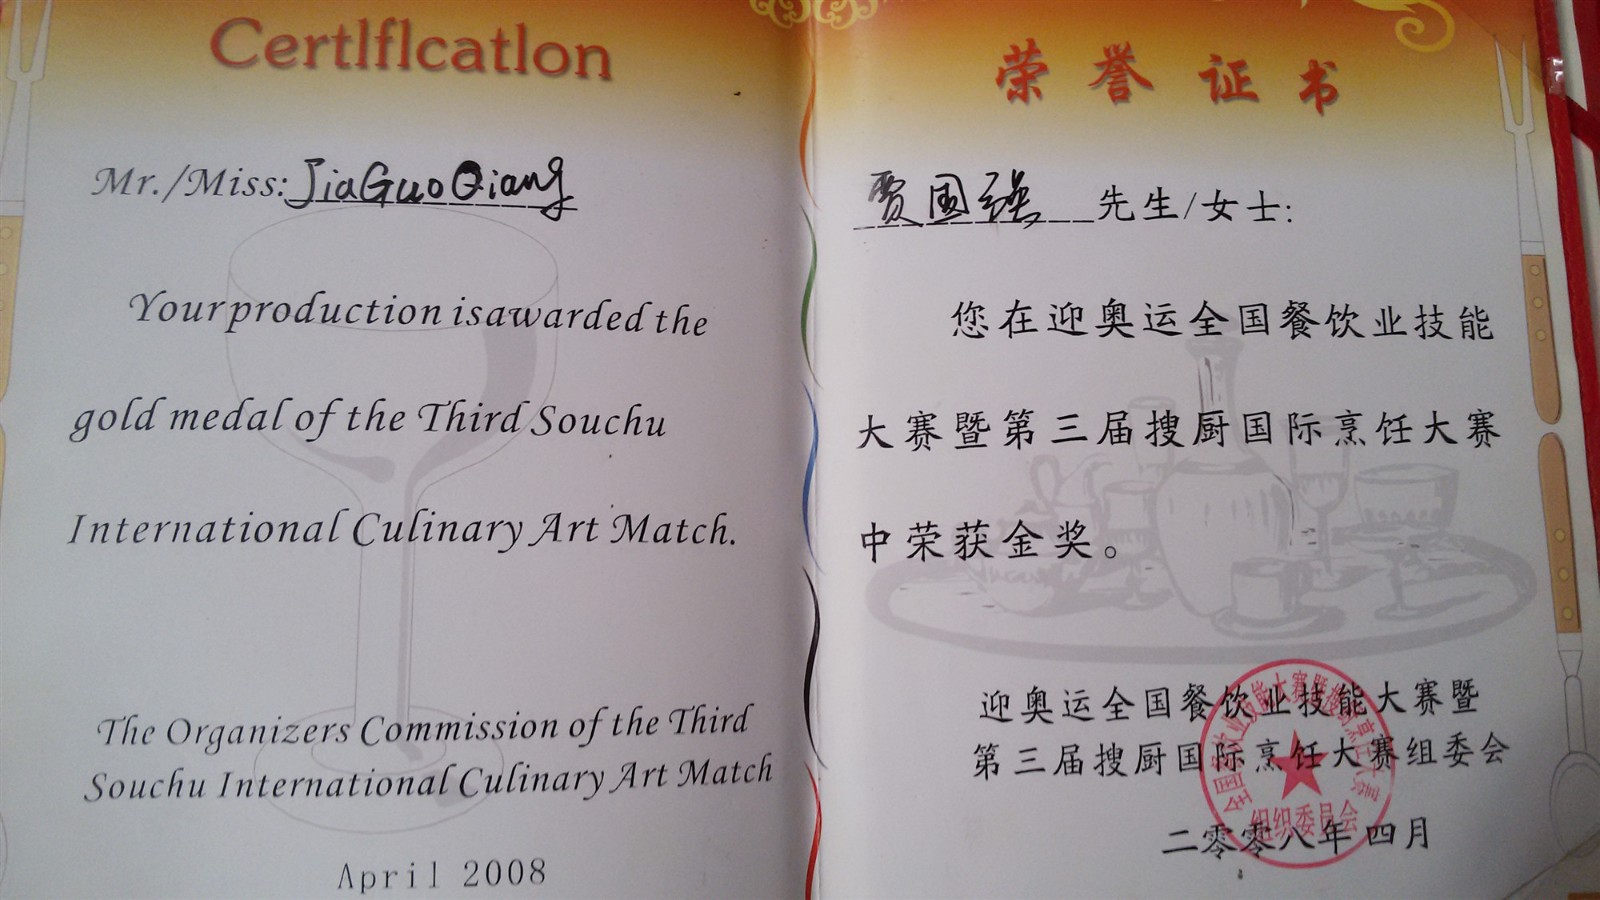 Certification
Mr./Miss: JiaGuoQiang
Your production isawarded the
gold medal of the Third Souchu
International Culinary Art Match.
The Organizers Commission of the Third
Souchu International Culinary Art Match
April 2008
荣誉证书
贾国强 先生/女士:
您在迎奥运全国餐饮业技能
大赛暨第三届搜厨国际烹饪大赛
中荣获金奖。
迎奥运全国餐饮业技能大赛暨
第三届搜厨国际烹饪大赛组委会
二零零八年四月
组织委员会